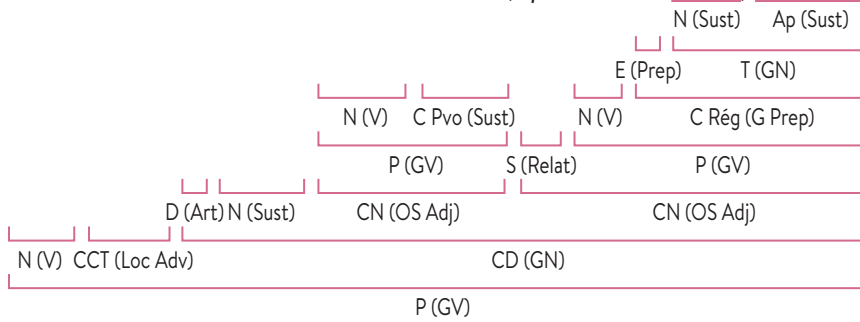 N (Sust) Ap (Sust)
E (Prep) T (GN)
N (V) C Pvo (Sust) N (V) C Rég (G Prep)
P (GV) S (Relat) P (GV)
D (Art) N (Sust) CN (OS Adj) CN (OS Adj)
N (V) CCT (Loc Adv) CD (GN)
P (GV)